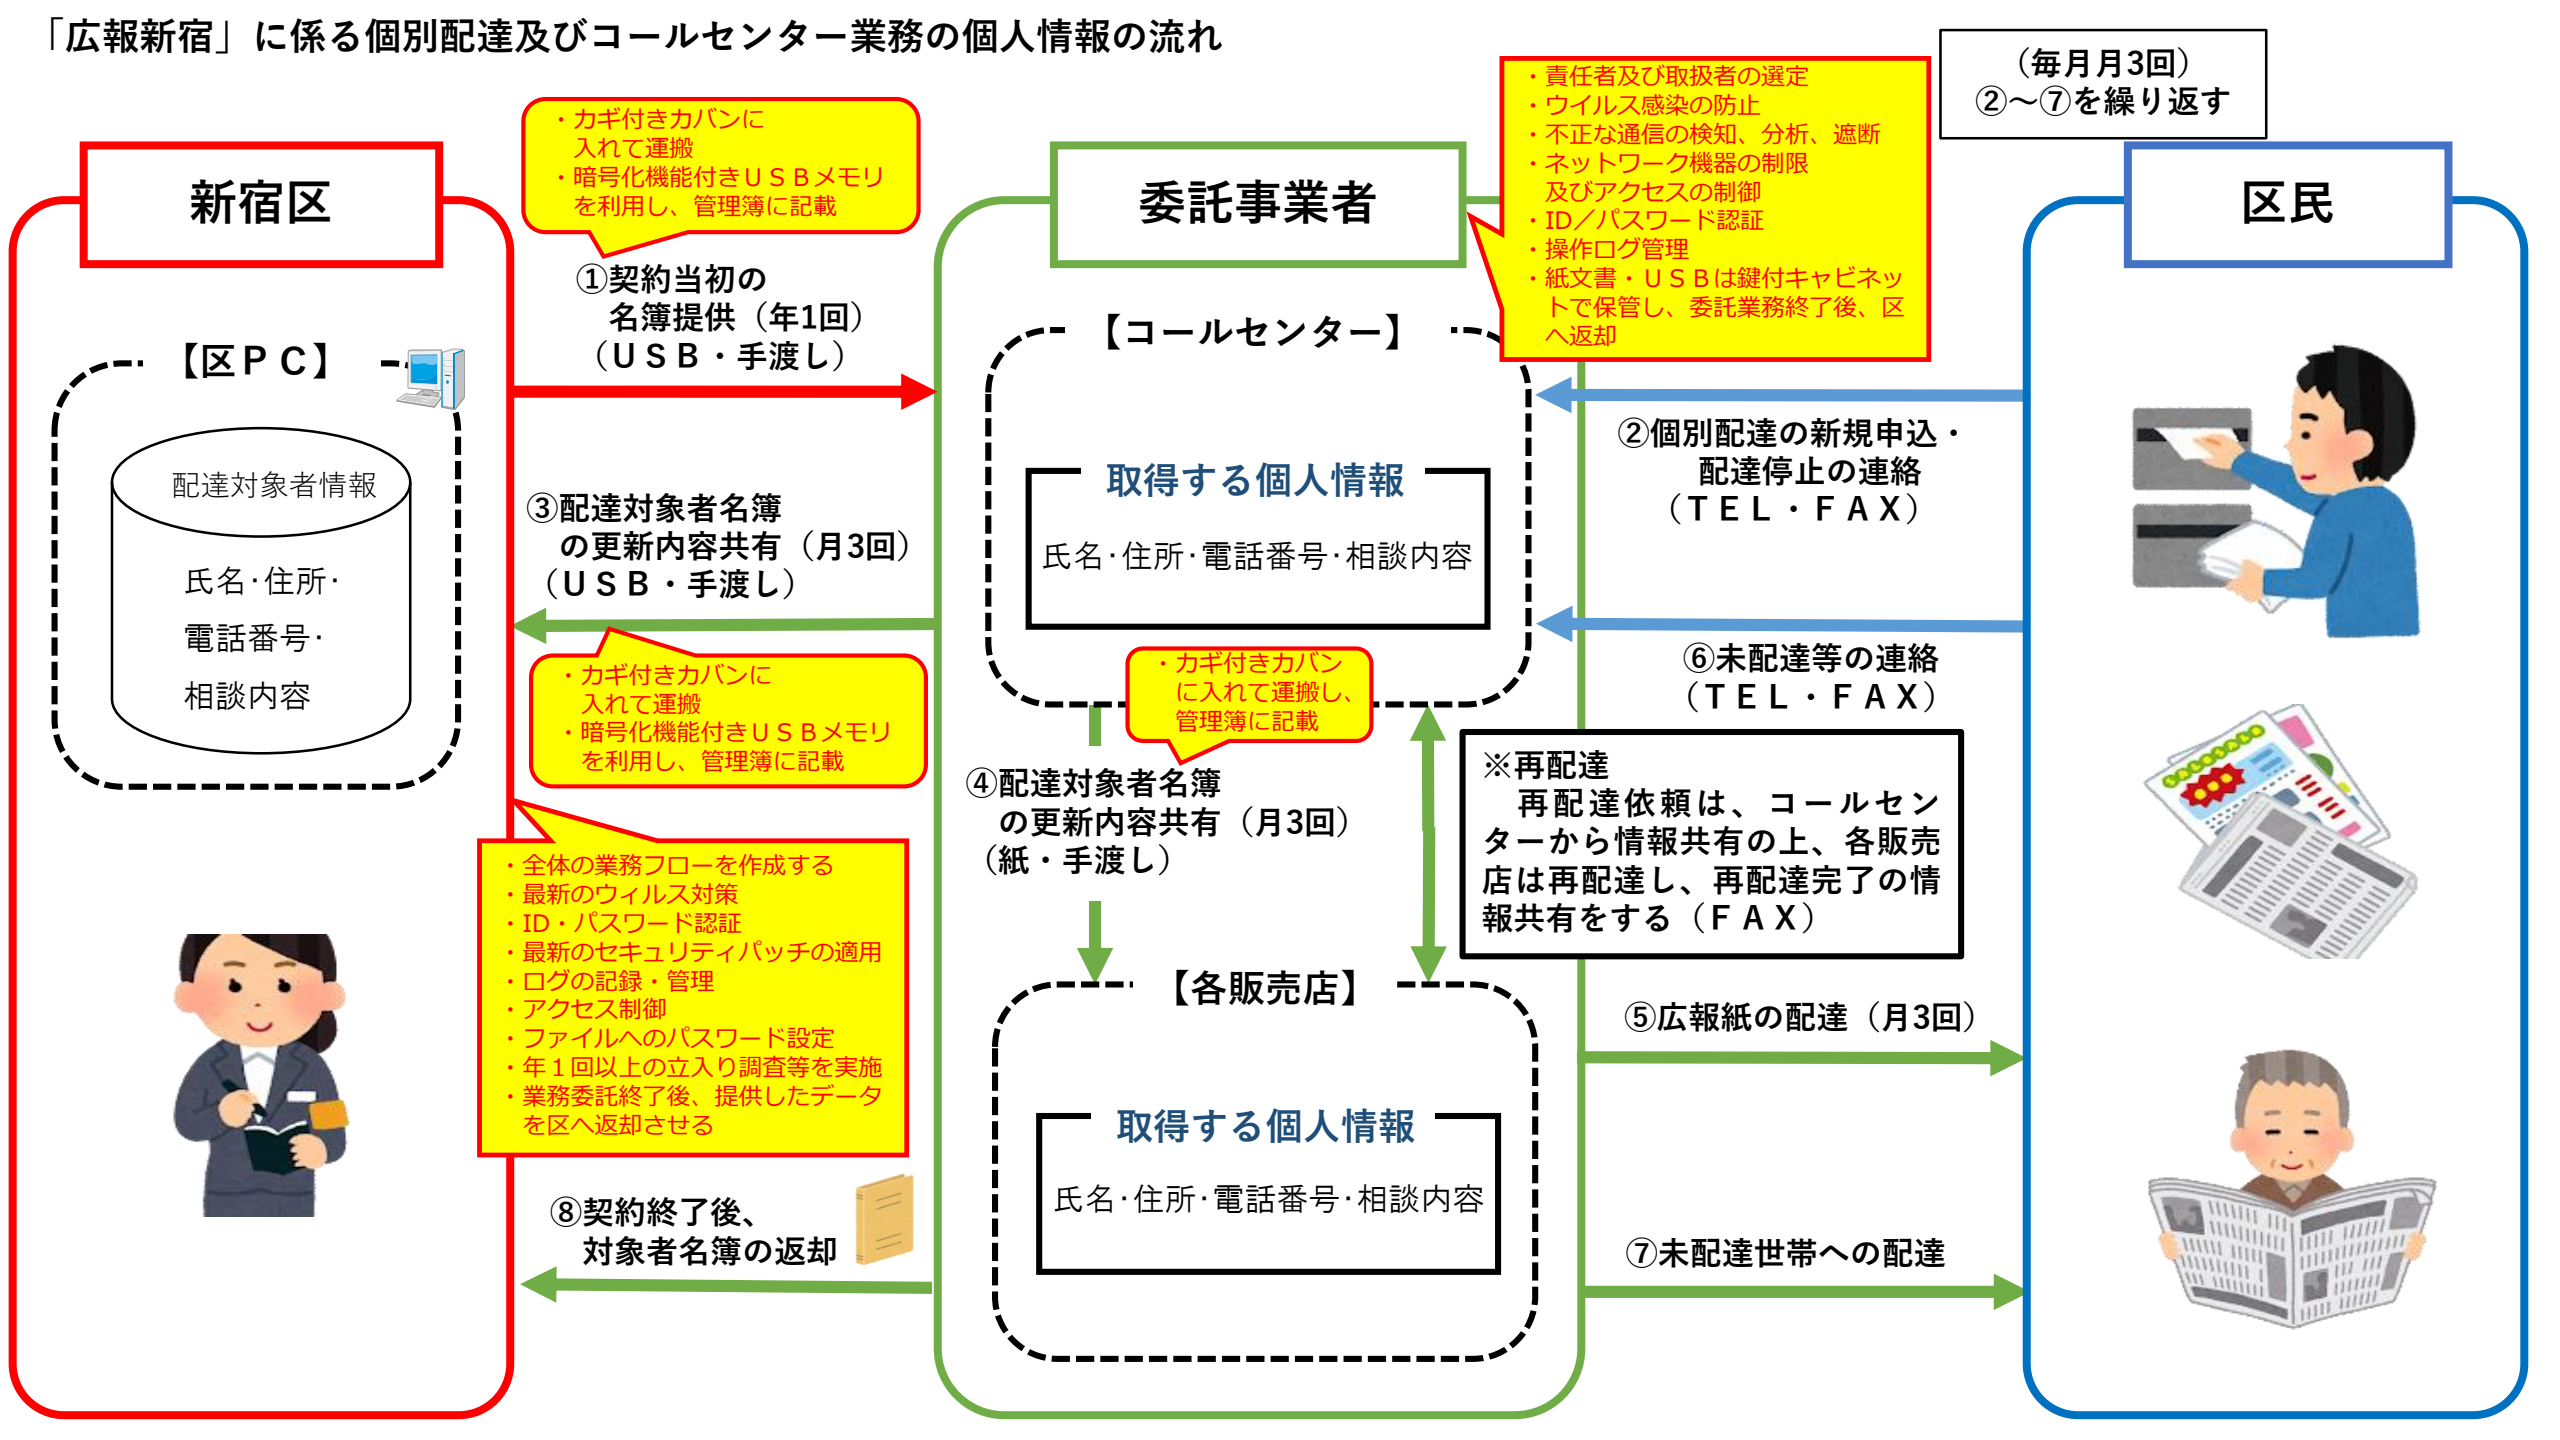 「広報新宿」に係る個別配達及びコールセンター業務の個人情報の流れ
（毎月月3回）
②～⑦を繰り返す
新宿区
【区ＰＣ】
配達対象者情報
氏名･住所･
電話番号･
相談内容
・カギ付きカバンに
入れて運搬
・暗号化機能付きＵＳＢメモリ
を利用し、管理簿に記載
①契約当初の
名簿提供（年1回）
（ＵＳＢ・手渡し）
③配達対象者名簿
の更新内容共有（月3回）
（ＵＳＢ・手渡し）
・カギ付きカバンに
入れて運搬
・暗号化機能付きＵＳＢメモリ
を利用し、管理簿に記載
・全体の業務フローを作成する
・最新のウィルス対策
・ID・パスワード認証
・最新のセキュリティパッチの適用
・ログの記録・管理
・アクセス制御
・ファイルへのパスワード設定
・年１回以上の立入り調査等を実施
・業務委託終了後、提供したデータ
を区へ返却させる
⑧契約終了後、
対象者名簿の返却
委託事業者
・責任者及び取扱者の選定
・ウイルス感染の防止
・不正な通信の検知、分析、遮断
・ネットワーク機器の制限
及びアクセスの制御
・ID／パスワード認証
・操作ログ管理
・紙文書・ＵＳＢは鍵付キャビネッ
トで保管し、委託業務終了後、区
へ返却
【コールセンター】
取得する個人情報
氏名･住所･電話番号･相談内容
・カギ付きカバン
に入れて運搬し、
管理簿に記載
④配達対象者名簿
の更新内容共有（月3回）
（紙・手渡し）
【各販売店】
取得する個人情報
氏名･住所･電話番号･相談内容
区民
②個別配達の新規申込・
配達停止の連絡
（ＴＥＬ・ＦＡＸ）
⑥未配達等の連絡
（ＴＥＬ・ＦＡＸ）
※再配達
再配達依頼は、コールセン
ターから情報共有の上、各販売
店は再配達し、再配達完了の情
報共有をする（ＦＡＸ）
⑤広報紙の配達（月3回）
⑦未配達世帯への配達